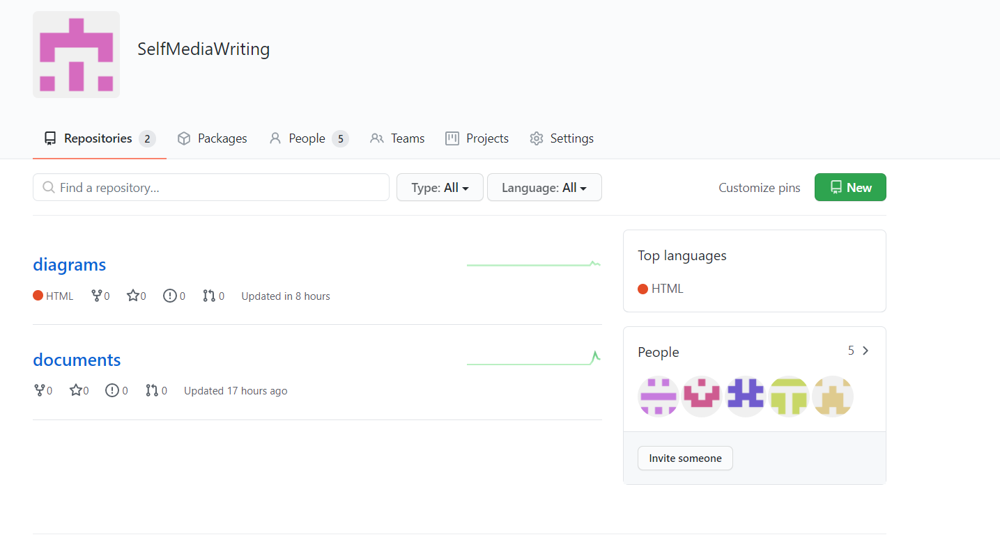 SelfMediaWriting
Repositories 2 Packages People 5 Teams Projects Settings
Find a repository... Type: All Language: All Customize pins New
diagrams
HTML 0 0 0 0 Updated in 8 hours
documents
0 0 0 0 Updated 17 hours ago
Top languages
HTML
People 5
Invite someone